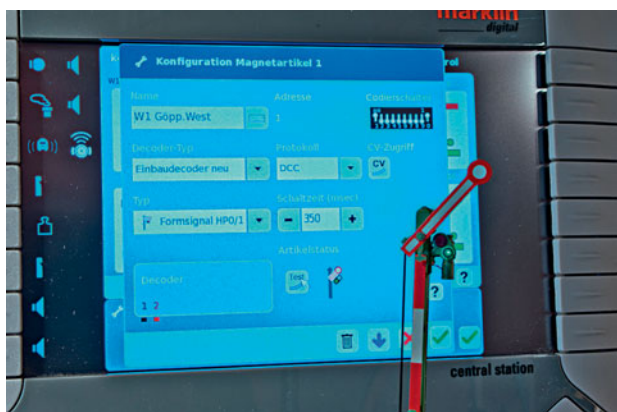 märklin
digital
Konfiguration Magnetartikel 1
Name
Adresse
Codierschalter
W1 Göpp.West
1
Decoder-Typ
Protokoll
CV-Zugriff
Einbaudecoder neu
DCC
CV
Typ
Schaltzeit (msec)
Formsignal HP0/1
- 350 +
Artikelstatus
Decoder
Test
1 2
?
?
central station